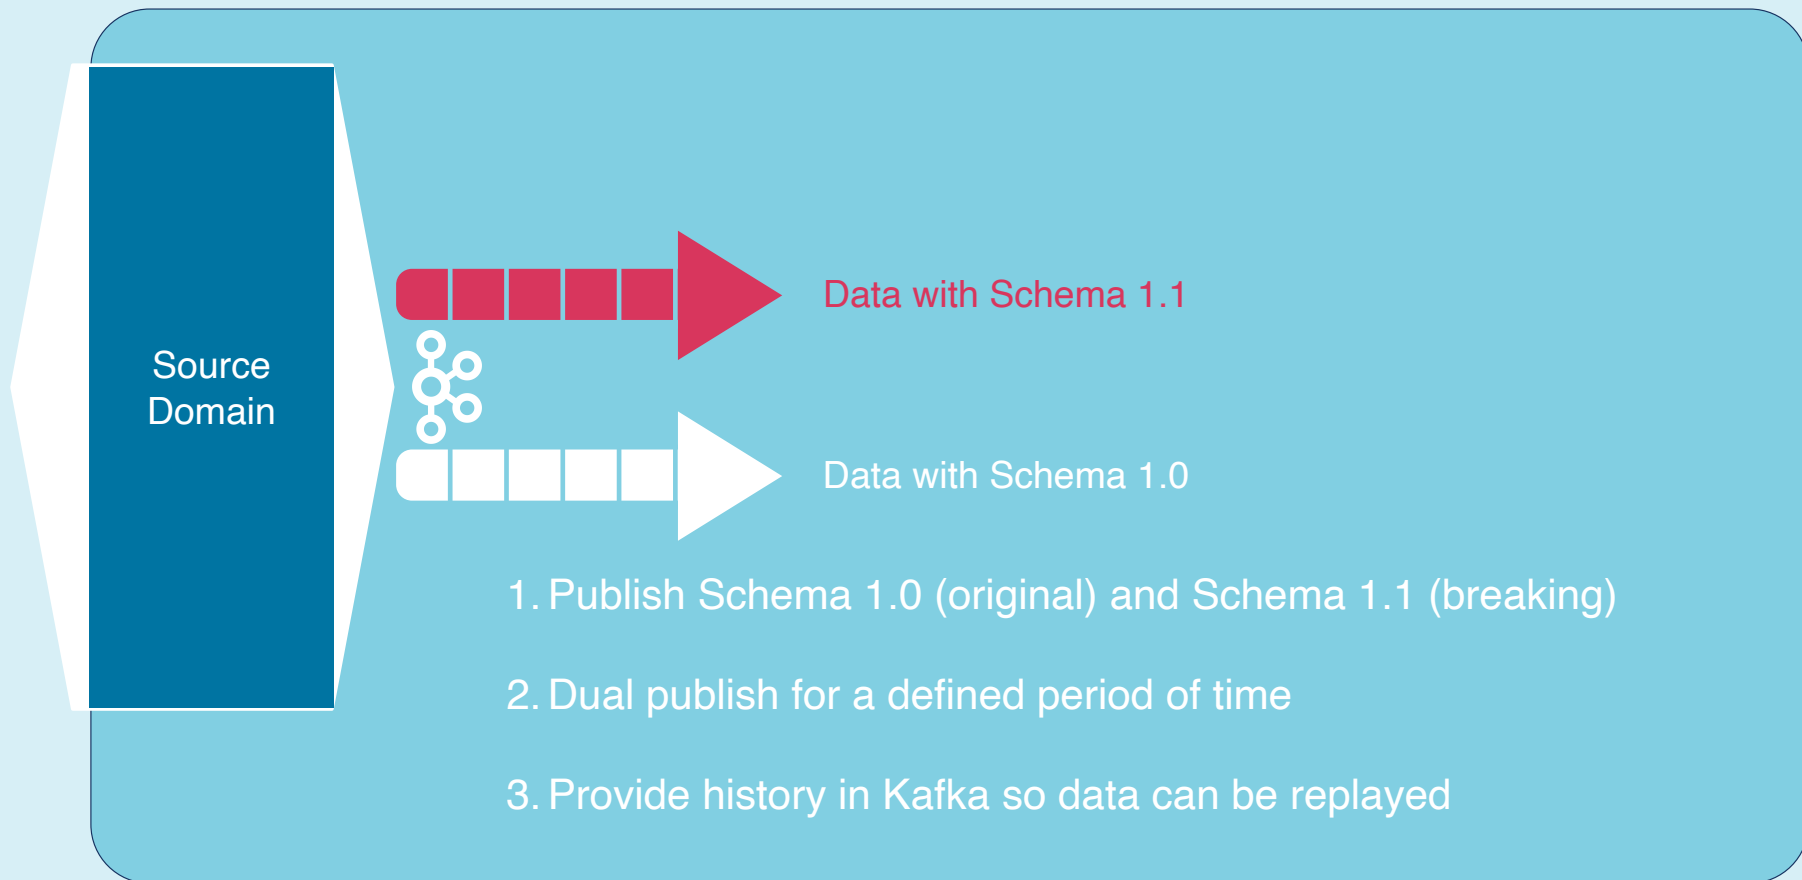 Data with Schema 1.1
Source
Domain
Data with Schema 1.0
1. Publish Schema 1.0 (original) and Schema 1.1 (breaking)
2. Dual publish for a defined period of time
3. Provide history in Kafka so data can be replayed